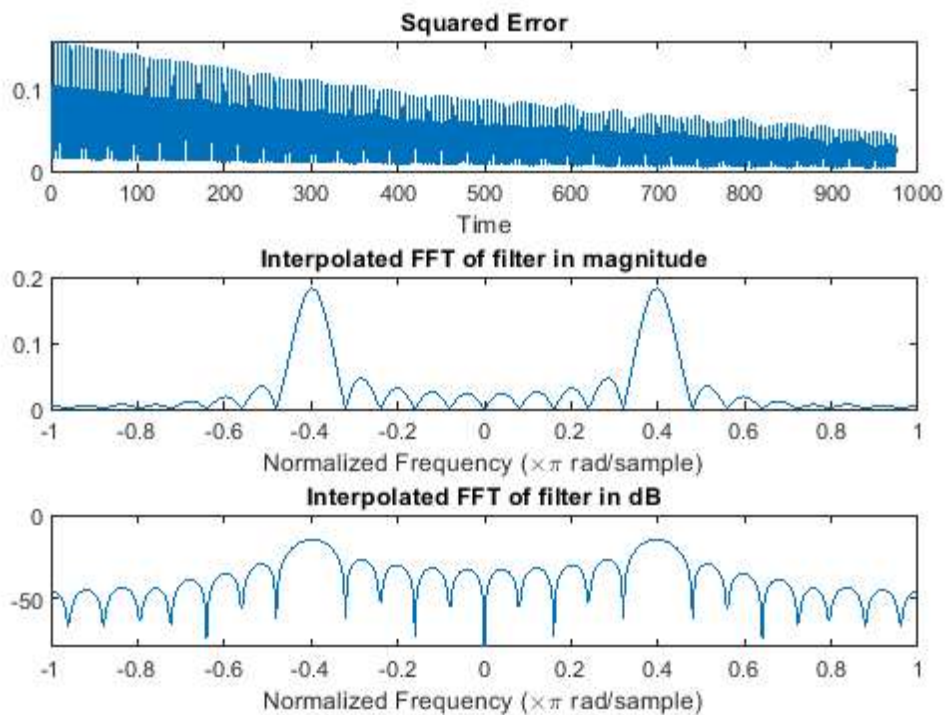 Squared Error
0.1
0
0 100 200 300 400 500 600 700 800 900 1000
Time
Interpolated FFT of filter in magnitude
0.2
0.1
0
-1 -0.8 -0.6 -0.4 -0.2 0 0.2 0.4 0.6 0.8 1
Normalized Frequency (×π rad/sample)
Interpolated FFT of filter in dB
0
-50
-1 -0.8 -0.6 -0.4 -0.2 0 0.2 0.4 0.6 0.8 1
Normalized Frequency (×π rad/sample)